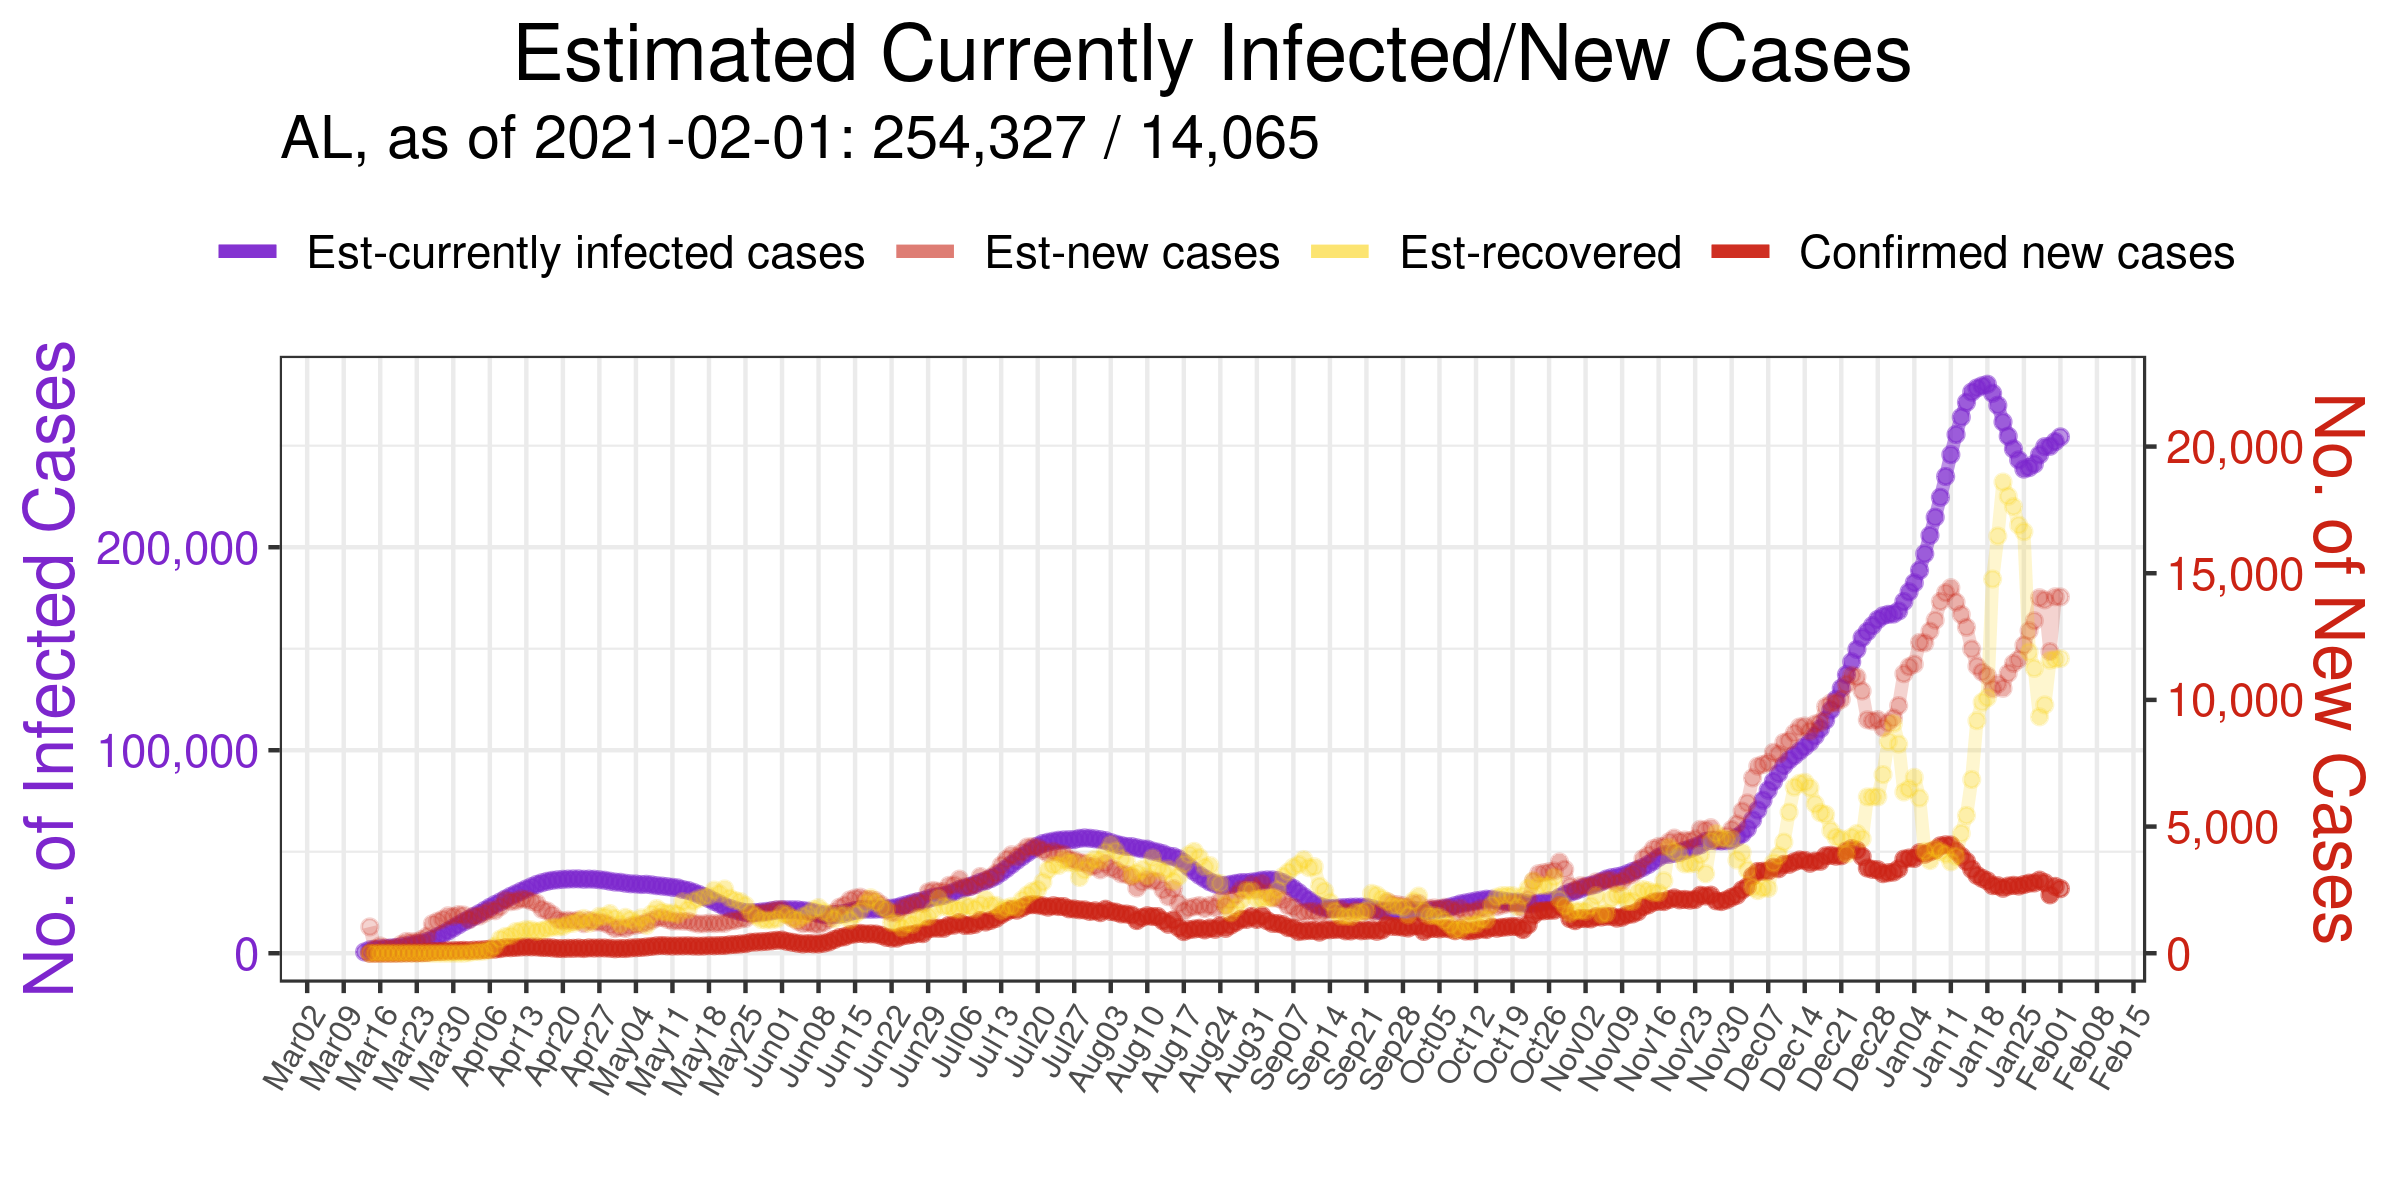 Estimated Currently Infected/New Cases
AL, as of 2021-02-01: 254,327 / 14,065
Est-currently infected cases Est-new cases Est-recovered Confirmed new cases
No. of Infected Cases
200,000
100,000
0
20,000
15,000
10,000
5,000
0
No. of New Cases
Mar02 Mar09 Mar16 Mar23 Mar30 Apr06 Apr13 Apr20 Apr27 May04 May11 May18 May25 Jun01 Jun08 Jun15 Jun22 Jun29 Jul06 Jul13 Jul20 Jul27 Aug03 Aug10 Aug17 Aug24 Aug31 Sep07 Sep14 Sep21 Sep28 Oct05 Oct12 Oct19 Oct26 Nov02 Nov09 Nov16 Nov23 Nov30 Dec07 Dec14 Dec21 Dec28 Dec04 Jan11 Jan18 Jan25 Feb01 Feb08 Feb15